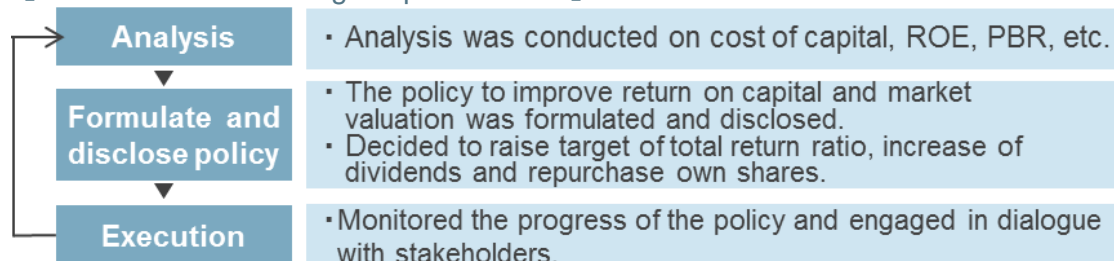 Analysis
・Analysis was conducted on cost of capital, ROE, PBR, etc.
Formulate and
disclose policy
・The policy to improve return on capital and market
valuation was formulated and disclosed.
・Decided to raise target of total return ratio, increase of
dividends and repurchase own shares.
Execution
・Monitored the progress of the policy and engaged in dialogue
with stakeholders.